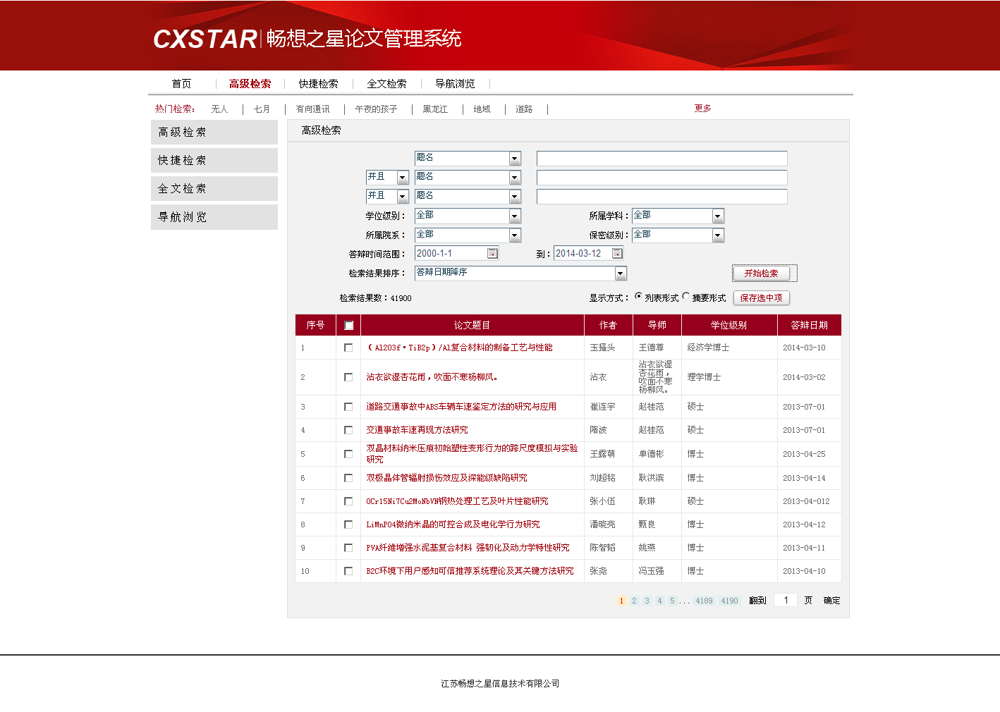 CXSTAR 畅想之星论文管理系统
首页 高级检索 快捷检索 全文检索 导航浏览
热门检索： 无人 七月 有向通讯 午夜的孩子 黑龙江 地域 道路 更多
高级检索
快捷检索
全文检索
导航浏览
高级检索
题名
并且 题名
并且 题名
学位级别： 全部 所属学科： 全部
所属院系： 全部 保密级别： 全部
答辩时间范围： 2000-1-1 到： 2014-03-12
检索结果排序： 答辩日期降序 开始检索
检索结果数：41900 显示方式： 列表形式 摘要形式 保存选中项
序号 论文题目 作者 导师 学位级别 答辩日期
1 （Al2O3f·TiB2p）/Al复合材料的制备工艺与性能 玉搔头 王德尊 经济学博士 2014-03-10
2 沾衣欲湿杏花雨，吹面不寒杨柳风。 沾衣 沾衣欲湿杏花雨，吹面不寒杨柳风。 理学博士 2014-03-02
3 道路交通事故中ABS车辆车速鉴定方法的研究与应用 崔连宇 赵桂范 硕士 2013-07-01
4 交通事故车速再现方法研究 隋波 赵桂范 硕士 2013-07-01
5 双晶材料纳米压痕初始塑性变形行为的跨尺度模拟与实验研究 王露萌 单德彬 博士 2013-04-25
6 双极晶体管辐射损伤效应及深能级缺陷研究 刘超铭 耿洪滨 博士 2013-04-14
7 0Cr15Ni7Cu2MoNbVN钢热处理工艺及叶片性能研究 张小伍 耿琳 硕士 2013-04-012
8 LiMnPO4微纳米晶的可控合成及电化学行为研究 潘晓亮 甄良 博士 2013-04-12
9 PVA纤维增强水泥基复合材料 强韧化及动力学特性研究 陈智韬 姚燕 博士 2013-04-11
10 B2C环境下用户感知可信推荐系统理论及其关键方法研究 张尧 冯玉强 博士 2013-04-10
1 2 3 4 5 ... 4189 4190 翻到 1 页 确定
江苏畅想之星信息技术有限公司